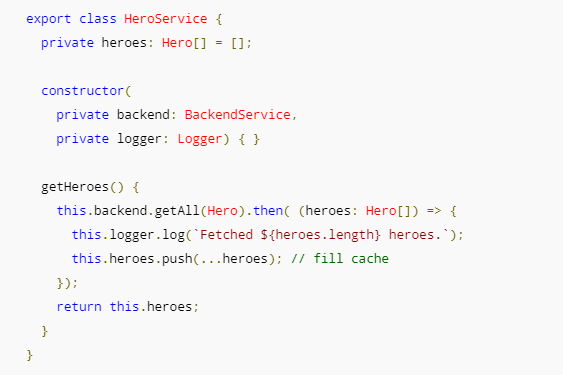 export class HeroService {
private heroes: Hero[] = [];
constructor(
private backend: BackendService,
private logger: Logger) { }
getHeroes() {
this.backend.getAll(Hero).then( (heroes: Hero[]) => {
this.logger.log(`Fetched ${heroes.length} heroes.`);
this.heroes.push(...heroes); // fill cache
});
return this.heroes;
}
}